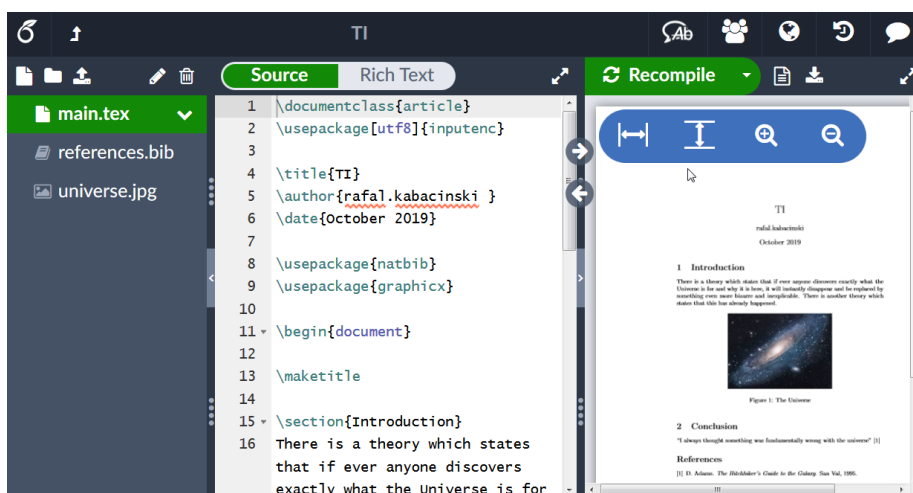 TI
Ab
Source Rich Text
Recompile
main.tex
references.bib
universe.jpg
1 \documentclass{article}
2 \usepackage[utf8]{inputenc}
3
4 \title{TI}
5 \author{rafal.kabacinski }
6 \date{October 2019}
7
8 \usepackage{natbib}
9 \usepackage{graphicx}
10
11 \begin{document}
12
13 \maketitle
14
15 \section{Introduction}
16 There is a theory which states
that if ever anyone discovers
exactly what the Universe is for
TI
rafal.kabacinski
October 2019
1 Introduction
There is a theory which states that if ever anyone discovers exactly what the
Universe is for and why it is here, it will instantly disappear and be replaced by
something even more bizarre and inexplicable. There is another theory which
states that this has already happened.
Figure 1: The Universe
2 Conclusion
"I always thought something was fundamentally wrong with the universe" [1]
References
[1] D. Adams. The Hitchhiker's Guide to the Galaxy. San Val, 1995.